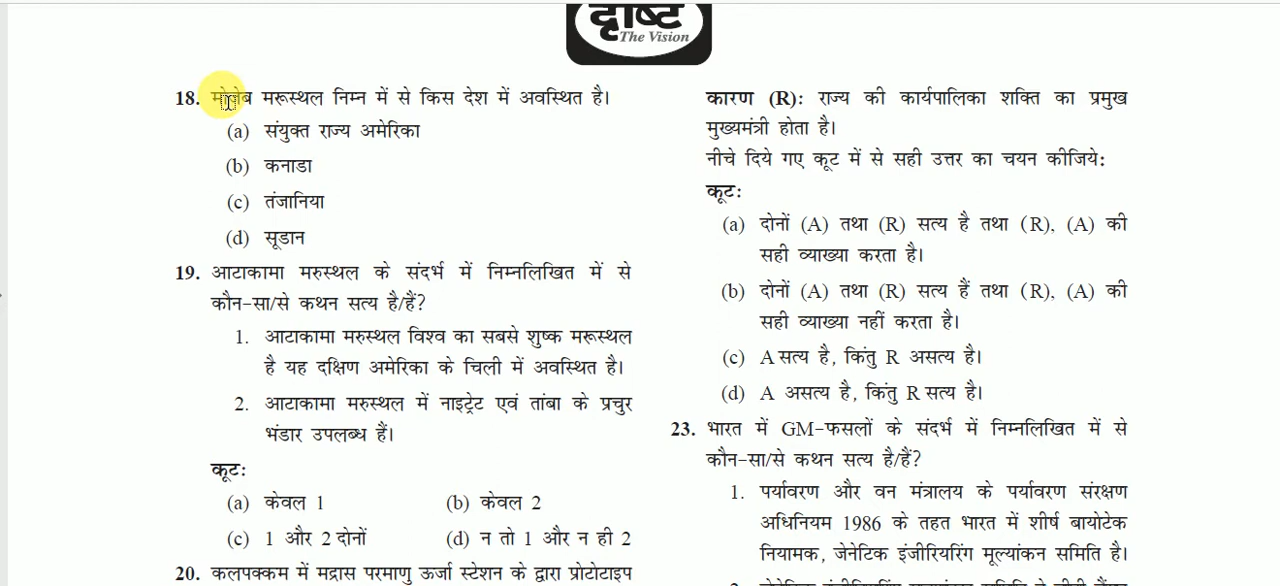 दृष्टि
The Vision
18. मोजेब मरूस्थल निम्न में से किस देश में अवस्थित है।
(a) संयुक्त राज्य अमेरिका
(b) कनाडा
(c) तंजानिया
(d) सूडान
19. आटाकामा मरुस्थल के संदर्भ में निम्नलिखित में से
कौन-सा/से कथन सत्य है/हैं?
1. आटाकामा मरुस्थल विश्व का सबसे शुष्क मरूस्थल
है यह दक्षिण अमेरिका के चिली में अवस्थित है।
2. आटाकामा मरुस्थल में नाइट्रेट एवं तांबा के प्रचुर
भंडार उपलब्ध हैं।
कूटः
(a) केवल 1 (b) केवल 2
(c) 1 और 2 दोनों (d) न तो 1 और न ही 2
20. कलपक्कम में मद्रास परमाणु ऊर्जा स्टेशन के द्वारा प्रोटोटाइप
कारण (R): राज्य की कार्यपालिका शक्ति का प्रमुख
मुख्यमंत्री होता है।
नीचे दिये गए कूट में से सही उत्तर का चयन कीजिये:
कूटः
(a) दोनों (A) तथा (R) सत्य है तथा (R), (A) की
सही व्याख्या करता है।
(b) दोनों (A) तथा (R) सत्य हैं तथा (R), (A) की
सही व्याख्या नहीं करता है।
(c) A सत्य है, किंतु R असत्य है।
(d) A असत्य है, किंतु R सत्य है।
23. भारत में GM-फसलों के संदर्भ में निम्नलिखित में से
कौन-सा/से कथन सत्य है/हैं?
1. पर्यावरण और वन मंत्रालय के पर्यावरण संरक्षण
अधिनियम 1986 के तहत भारत में शीर्ष बायोटेक
नियामक, जेनेटिक इंजीरियरिंग मूल्यांकन समिति है।